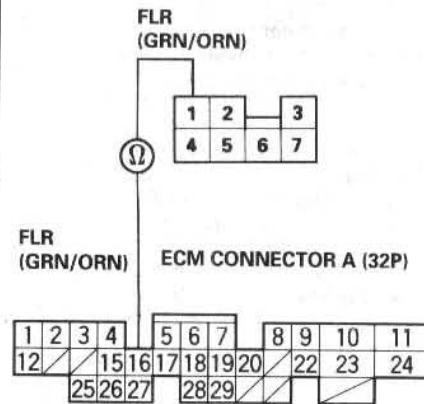 FLR
(GRN/ORN)
1 2 3
4 5 6 7
Ω
FLR
(GRN/ORN)
ECM CONNECTOR A (32P)
1 2 3 4 5 6 7 8 9 10 11
12 15 16 17 18 19 20 22 23 24
25 26 27 28 29